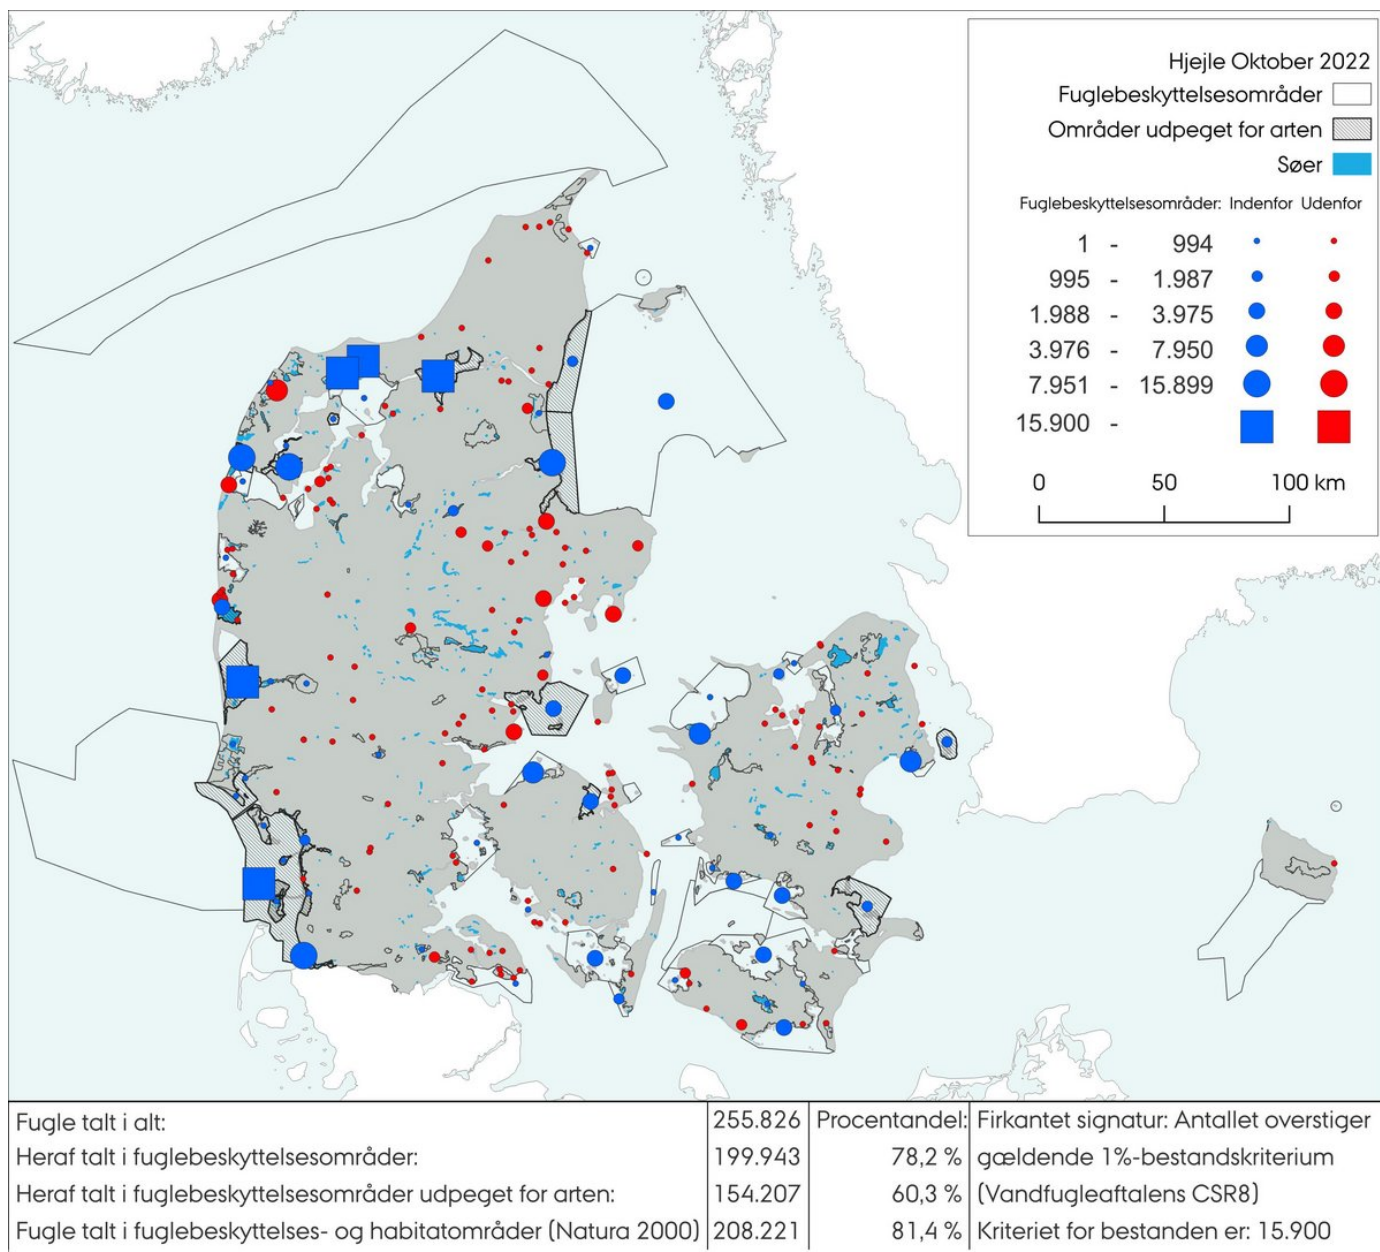 Hjejle Oktober 2022
Fuglebeskyttelsesområder
Områder udpeget for arten
Søer
Fuglebeskyttelsesområder: Indenfor Udenfor
1 - 994
995 - 1.987
1.988 - 3.975
3.976 - 7.950
7.951 - 15.899
15.900 -
0 50 100 km
Fugle talt i alt: 255.826 Procentandel: Firkantet signatur: Antallet overstiger
Heraf talt i fuglebeskyttelsesområder: 199.943 78,2 % gældende 1%-bestandskriterium
Heraf talt i fuglebeskyttelsesområder udpeget for arten: 154.207 60,3 % (Vandfugleaftalens CSR8)
Fugle talt i fuglebeskyttelses- og habitatområder (Natura 2000) 208.221 81,4 % Kriteriet for bestanden er: 15.900